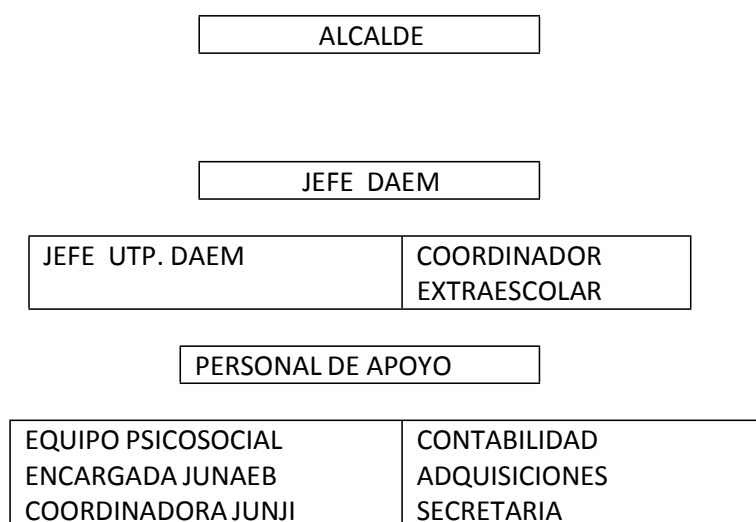 ALCALDE
JEFE DAEM
JEFE UTP. DAEM
COORDINADOR
EXTRAESCOLAR
PERSONAL DE APOYO
EQUIPO PSICOSOCIAL
ENCARGADA JUNAEB
COORDINADORA JUNJI
CONTABILIDAD
ADQUISICIONES
SECRETARIA